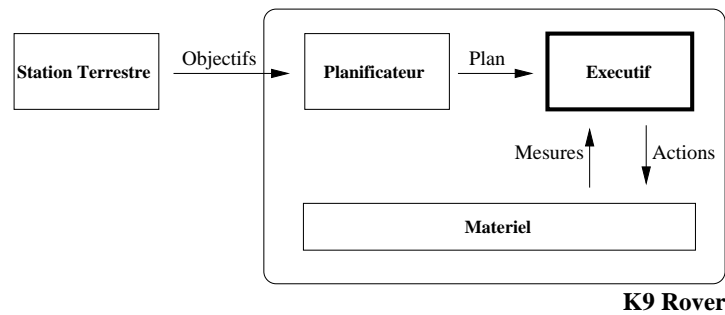 Station Terrestre
Objectifs
Planificateur
Plan
Executif
Mesures
Actions
Materiel
K9 Rover